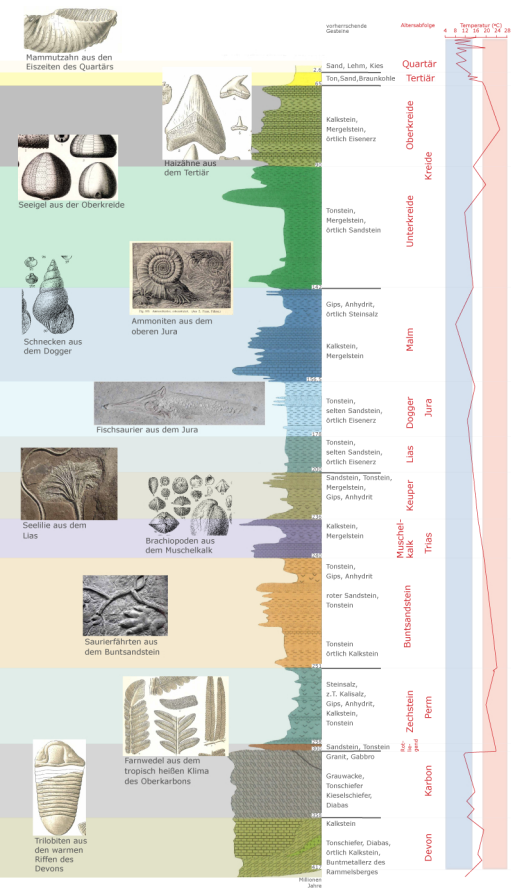 vorherrschende
Gesteine
Altersabfolge
Temperatur (°C)
4 8 12 16 20 24 28
Mammutzahn aus den
Eiszeiten des Quartärs
Sand, Lehm, Kies
Quartär
Ton,Sand,Braunkohle
Tertiär
Haizähne aus
dem Tertiär
Kalkstein,
Mergelstein,
örtlich Eisenerz
Oberkreide
Kreide
Seeigel aus der Oberkreide
Tonstein,
Mergelstein,
örtlich Sandstein
Unterkreide
Ammoniten aus dem
oberen Jura
Schnecken aus
dem Dogger
Gips, Anhydrit,
örtlich Steinsalz
Kalkstein,
Mergelstein
Malm
Fischsaurier aus dem Jura
Tonstein,
selten Sandstein,
örtlich Eisenerz
Dogger
Jura
Tonstein,
selten Sandstein,
örtlich Eisenerz
Lias
Seelilie aus dem
Lias
Sandstein, Tonstein,
Mergelstein,
Gips, Anhydrit
Keuper
Brachiopoden aus
dem Muschelkalk
Kalkstein,
Mergelstein
Muschel-
kalk
Trias
Tonstein,
Gips, Anhydrit
roter Sandstein,
Tonstein
Tonstein
örtlich Kalkstein
Buntsandstein
Saurierfährten aus
dem Buntsandstein
Steinsalz,
z.T. Kalisalz,
Gips, Anhydrit,
Kalkstein,
Tonstein
Zechstein
Perm
Sandstein, Tonstein
Rot-
lie-
gend
Farnwedel aus dem
tropisch heißen Klima
des Oberkarbons
Granit, Gabbro
Grauwacke,
Tonschiefer
Kieselschiefer,
Diabas
Karbon
Trilobiten aus
den warmen
Riffen des
Devons
Kalkstein
Tonschiefer, Diabas,
örtlich Kalkstein,
Buntmetallerz des
Rammelsberges
Devon
Millionen
Jahre